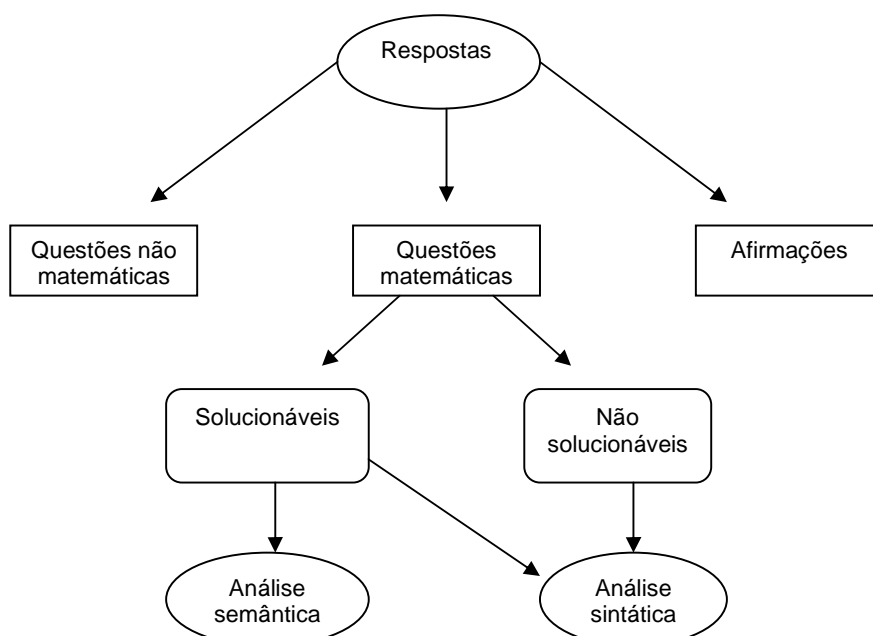 Respostas
Questões não
matemáticas
Questões
matemáticas
Afirmações
Solucionáveis
Não
solucionáveis
Análise
semântica
Análise
sintática